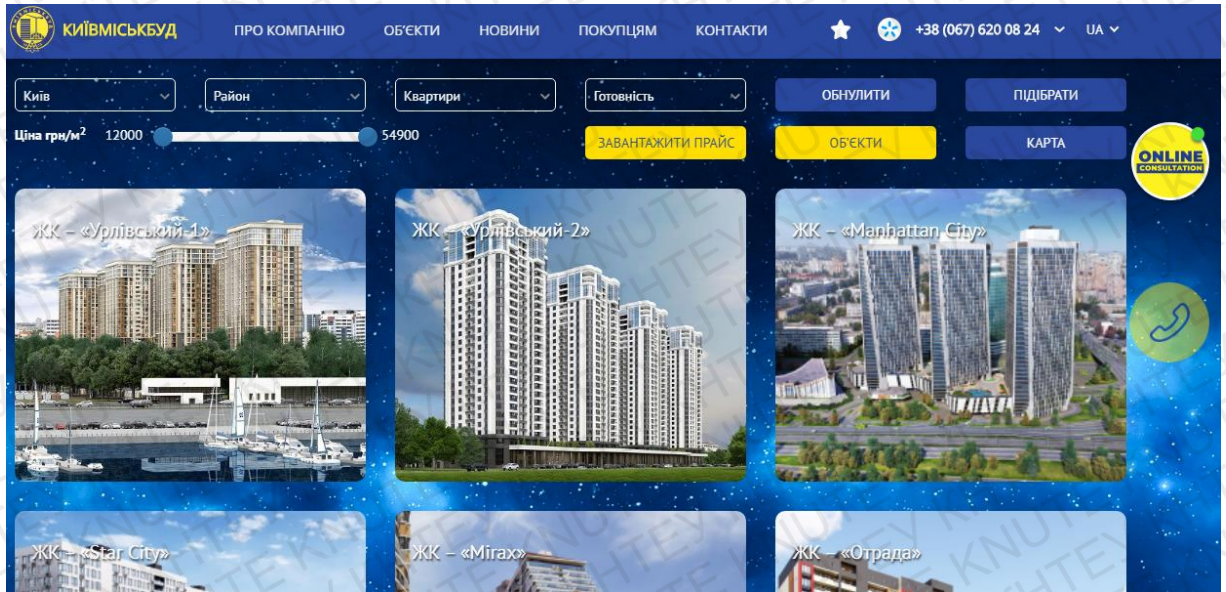 КИЇВМІСЬКБУД ПРО КОМПАНІЮ ОБ'ЄКТИ НОВИНИ ПОКУПЦЯМ КОНТАКТИ +38 (067) 620 08 24 UA
Київ Район Квартири Готовність ОБНУЛИТИ ПІДІБРАТИ
Ціна грн/м² 12000 54900 ЗАВАНТАЖИТИ ПРАЙС ОБ'ЄКТИ КАРТА
ONLINE
CONSULTATION
ЖК – «Урлівський-1» ЖК – «Урлівський-2» ЖК – «Manhattan City»
ЖК – «Star City» ЖК – «Mirax» ЖК – «Отрада»